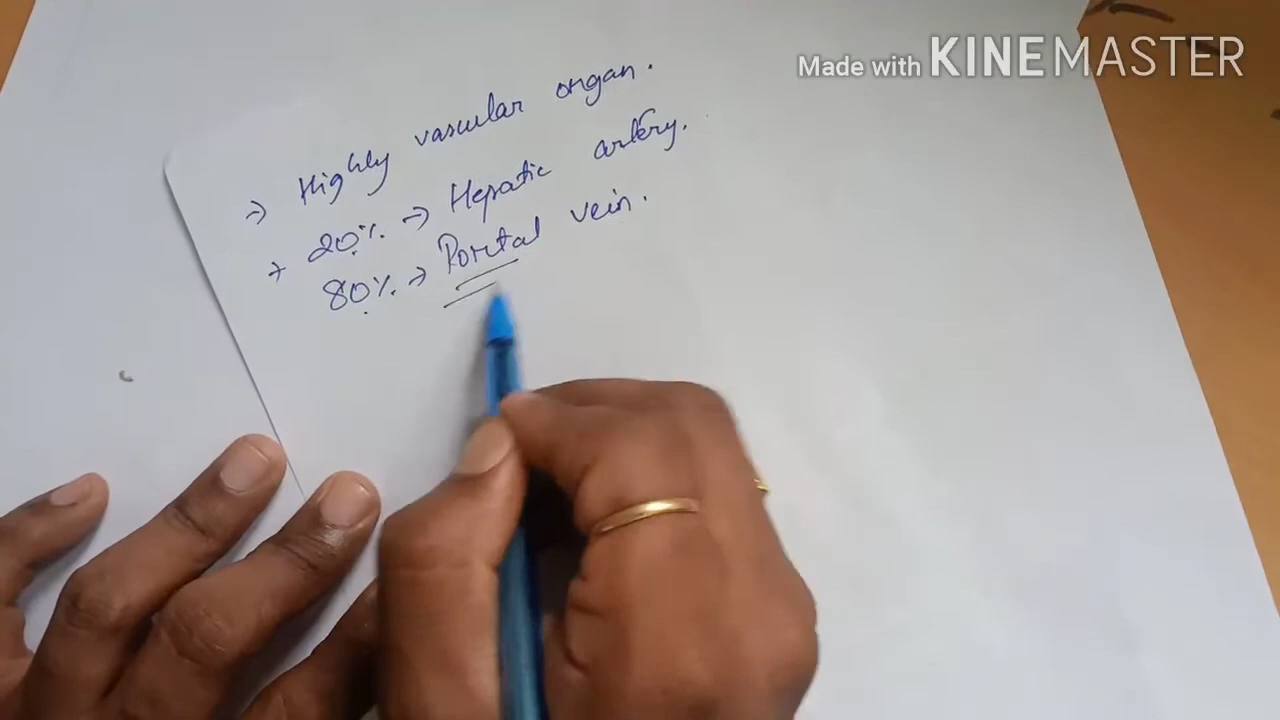 Made with KINEMASTER
→ Highly vascular organ.
→ 20% → Hepatic artery.
80% → Portal vein.